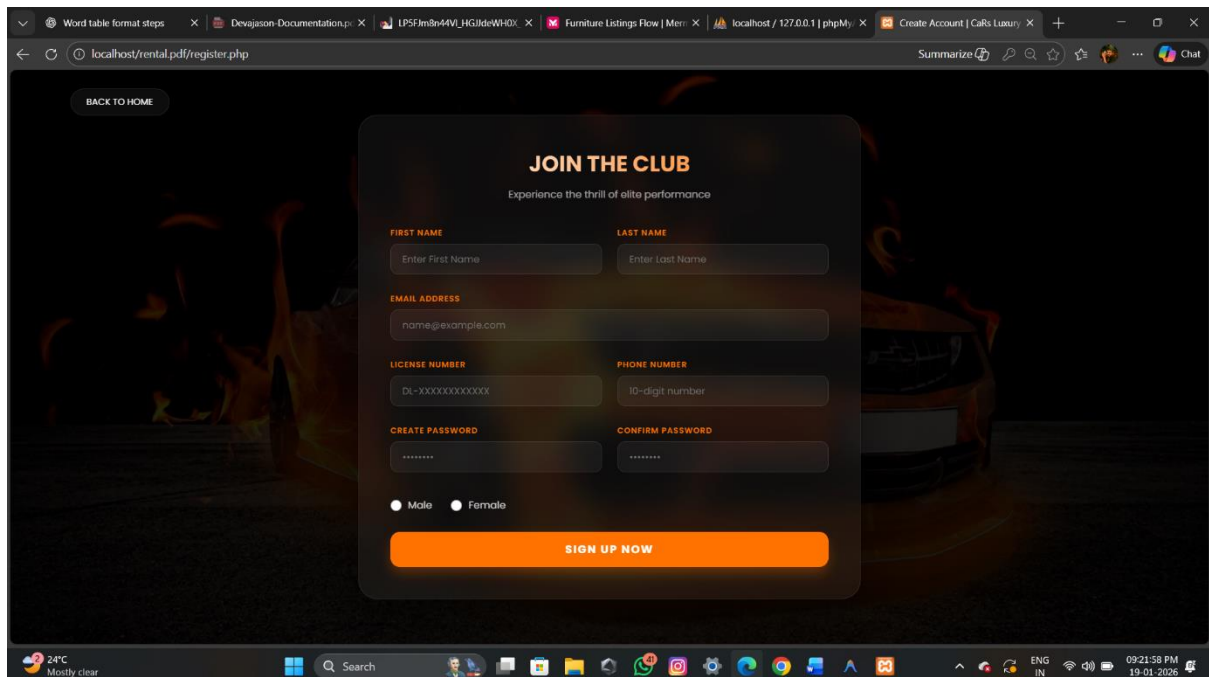 Word table format steps
Devajason-Documentation.pd
LP5FJm8n44VI_HGJJdeWH0X_
Furniture Listings Flow | Merm
localhost / 127.0.0.1 | phpMy
Create Account | CaRs Luxury
localhost/rental.pdf/register.php
Summarize
Chat
BACK TO HOME
JOIN THE CLUB
Experience the thrill of elite performance
FIRST NAME LAST NAME
Enter First Name Enter Last Name
EMAIL ADDRESS
name@example.com
LICENSE NUMBER PHONE NUMBER
DL-XXXXXXXXXXXX 10-digit number
CREATE PASSWORD CONFIRM PASSWORD
•••••••• ••••••••
Male Female
SIGN UP NOW
2
24°C
Mostly clear
Search
41
ENG
IN
09:21:58 PM
19-01-2026